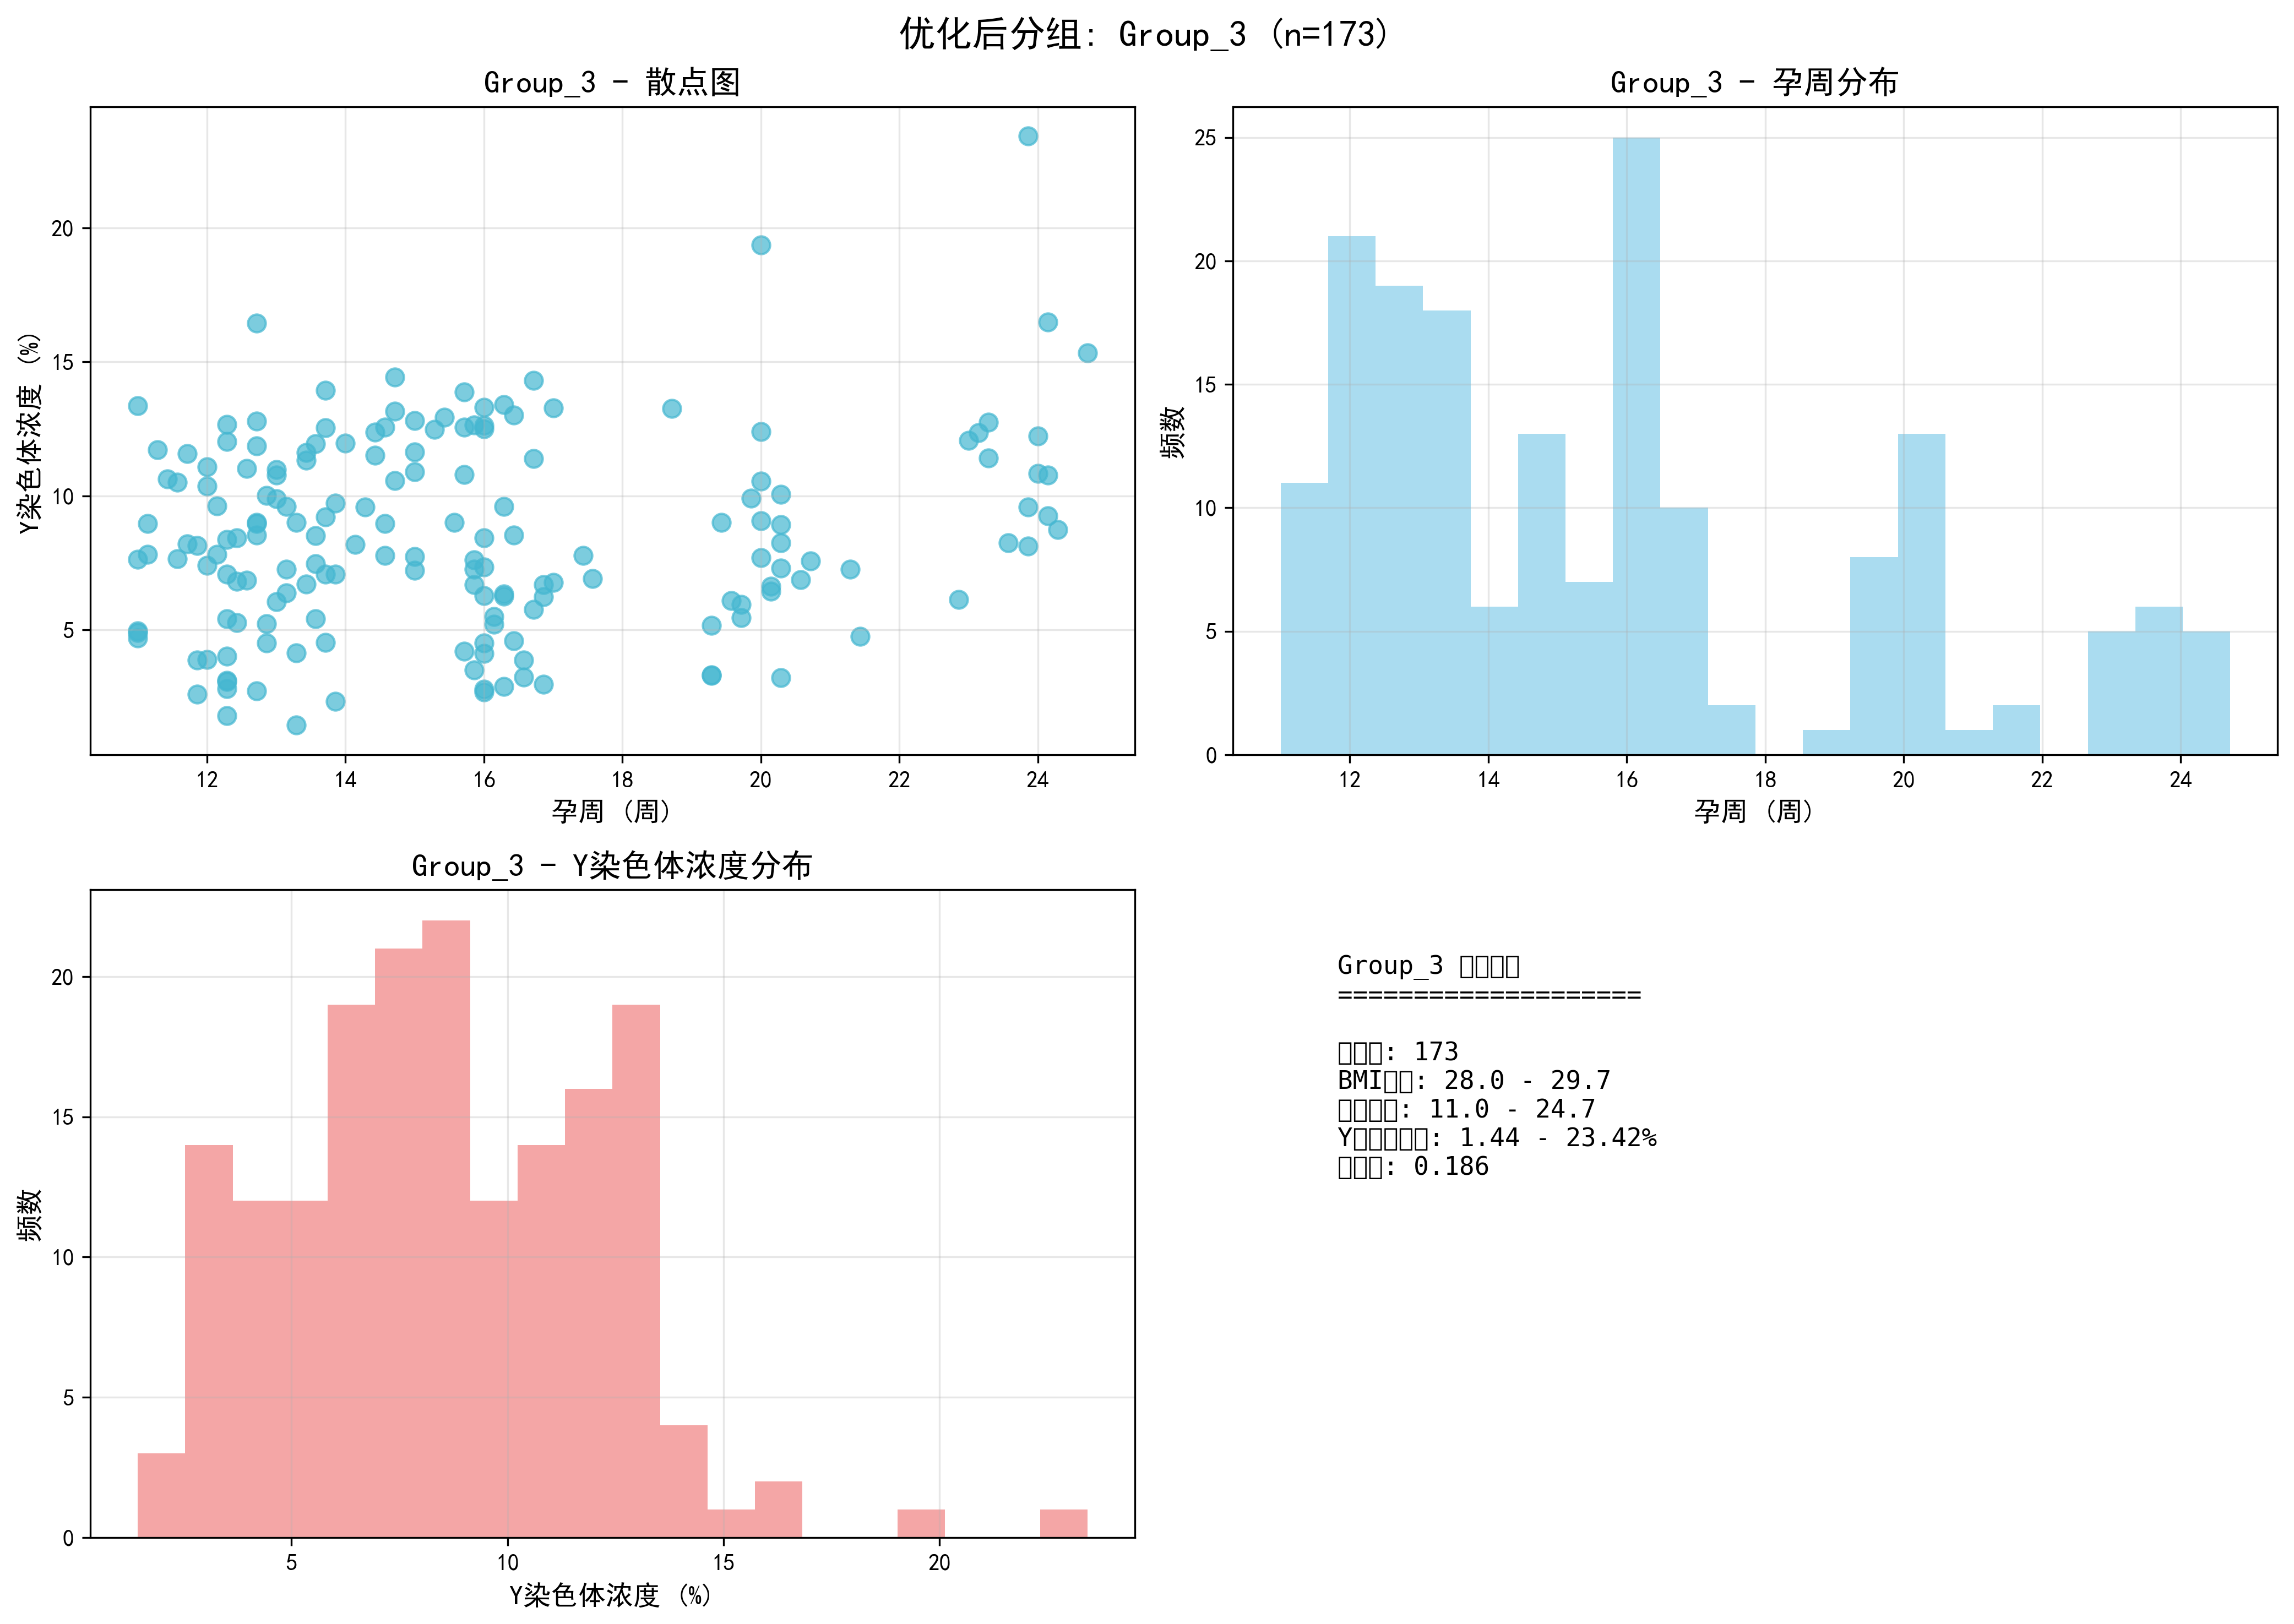 优化后分组: Group_3 (n=173)
Group_3 - 散点图
Y染色体浓度 (%)
20
15
10
5
12 14 16 18 20 22 24
孕周 (周)
Group_3 - 孕周分布
频数
25
20
15
10
5
0
12 14 16 18 20 22 24
孕周 (周)
Group_3 - Y染色体浓度分布
频数
20
15
10
5
0
5 10 15 20
Y染色体浓度 (%)
Group_3 □□□□
====================
□□□: 173
BMI□□: 28.0 - 29.7
□□□□: 11.0 - 24.7
Y□□□□□: 1.44 - 23.42%
□□□: 0.186